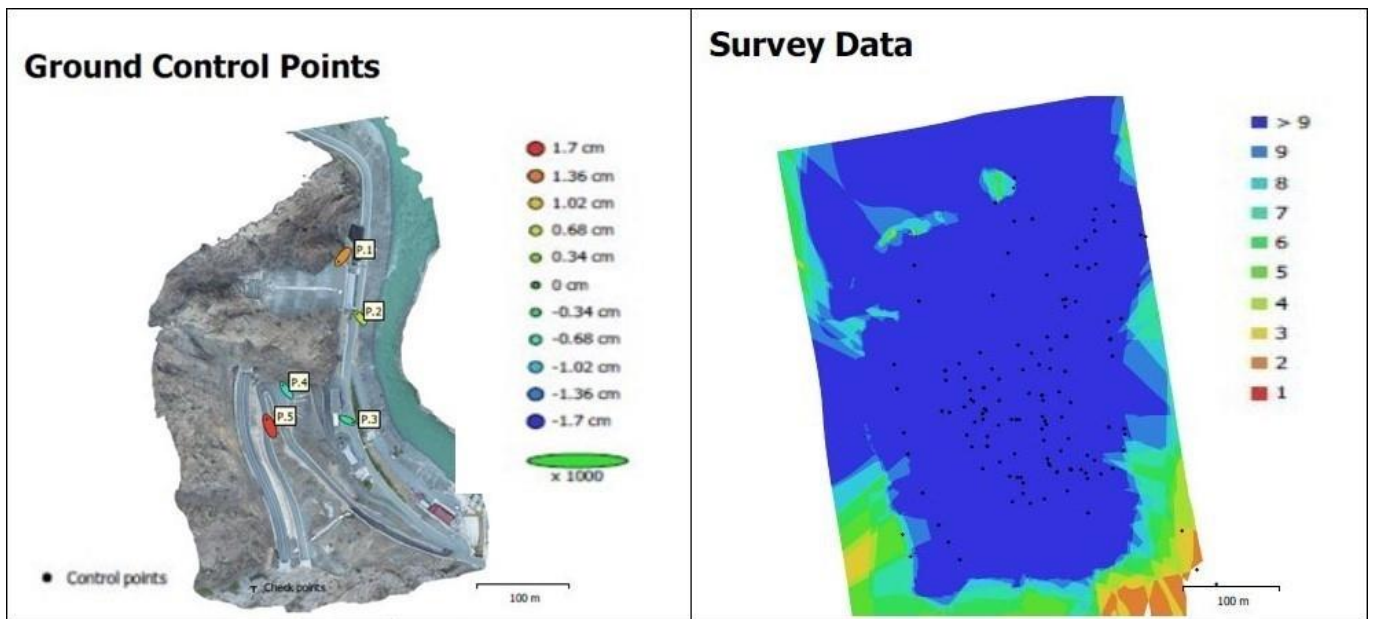 Ground Control Points
1.7 cm
1.36 cm
1.02 cm
0.68 cm
0.34 cm
0 cm
-0.34 cm
-0.68 cm
-1.02 cm
-1.36 cm
-1.7 cm
x 1000
P.1
P.2
P.4
P.5
P.3
Control points
Check points
100 m
Survey Data
> 9
9
8
7
6
5
4
3
2
1
100 m